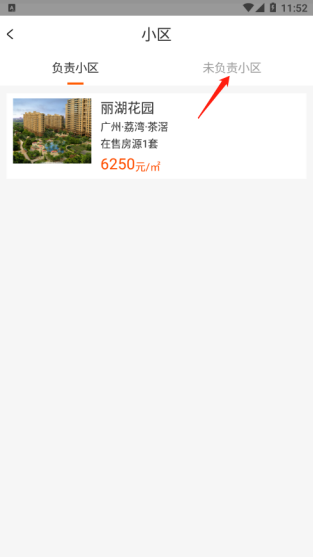 11:52
小区
负责小区
未负责小区
丽湖花园
广州·荔湾·茶滘
在售房源1套
6250元/㎡